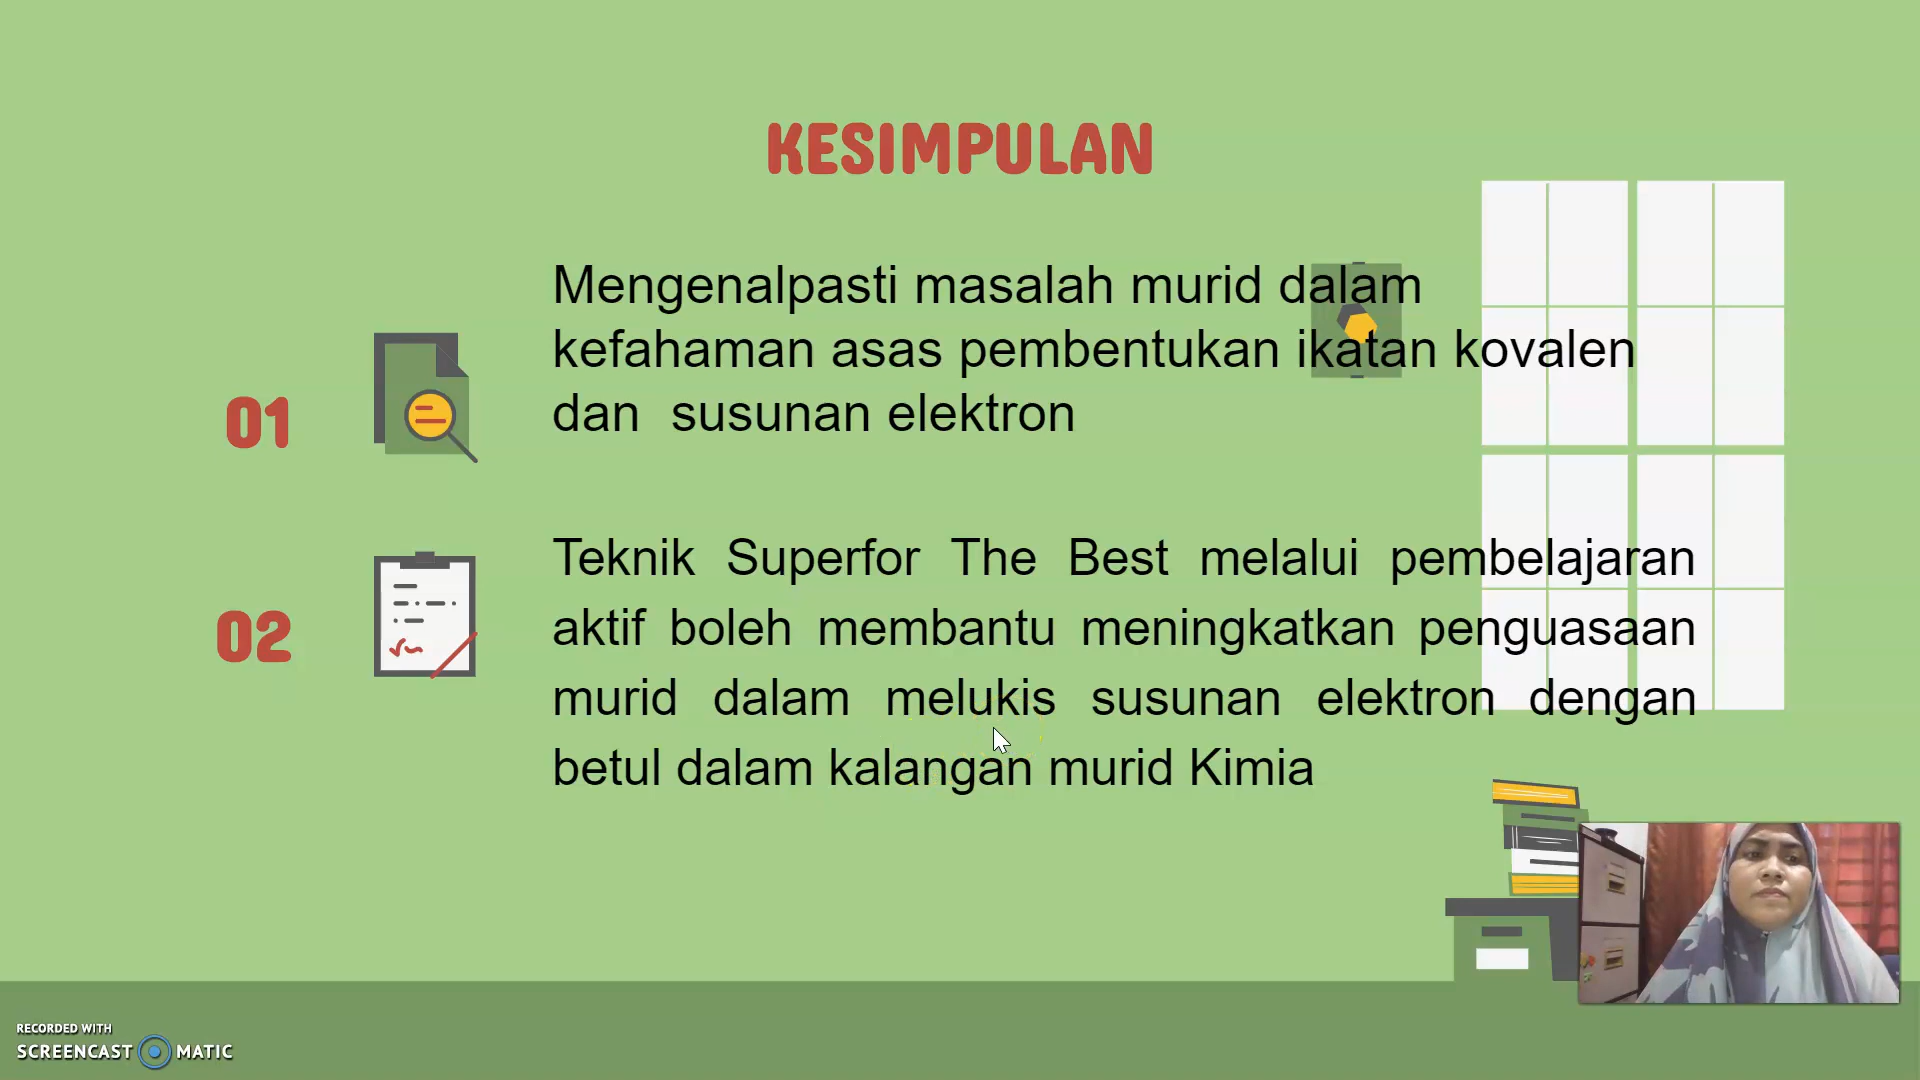 KESIMPULAN
01
Mengenalpasti masalah murid dalam
kefahaman asas pembentukan ikatan kovalen
dan susunan elektron
02
Teknik Superfor The Best melalui pembelajaran
aktif boleh membantu meningkatkan penguasaan
murid dalam melukis susunan elektron dengan
betul dalam kalangan murid Kimia
RECORDED WITH
SCREENCAST MATIC